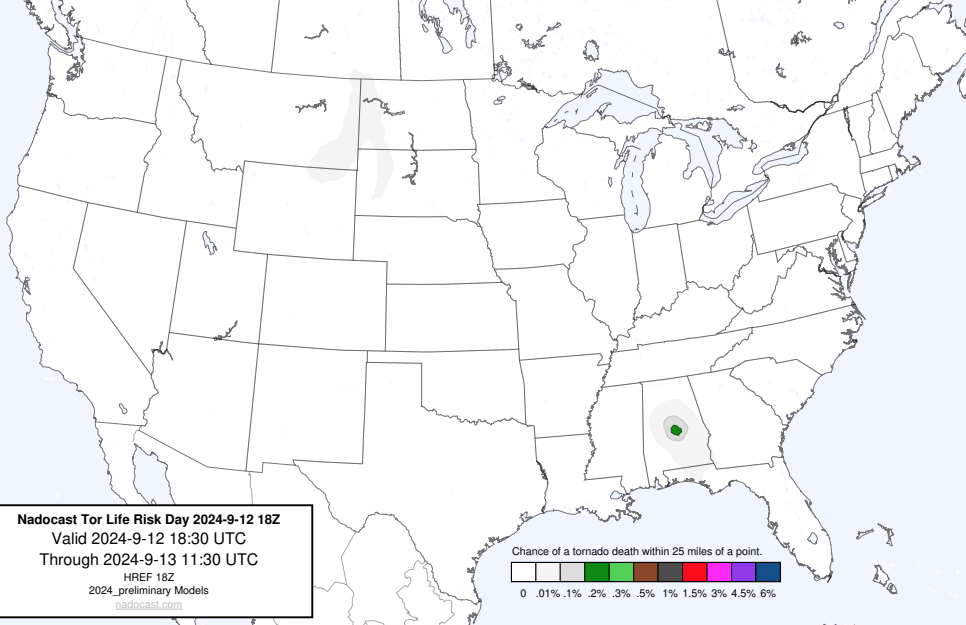 Nadocast Tor Life Risk Day 2024-9-12 18Z
Valid 2024-9-12 18:30 UTC
Through 2024-9-13 11:30 UTC
HREF 18Z
2024_preliminary Models
nadocast.com
Chance of a tornado death within 25 miles of a point.
0 .01% .1% .2% .3% .5% 1% 1.5% 3% 4.5% 6%